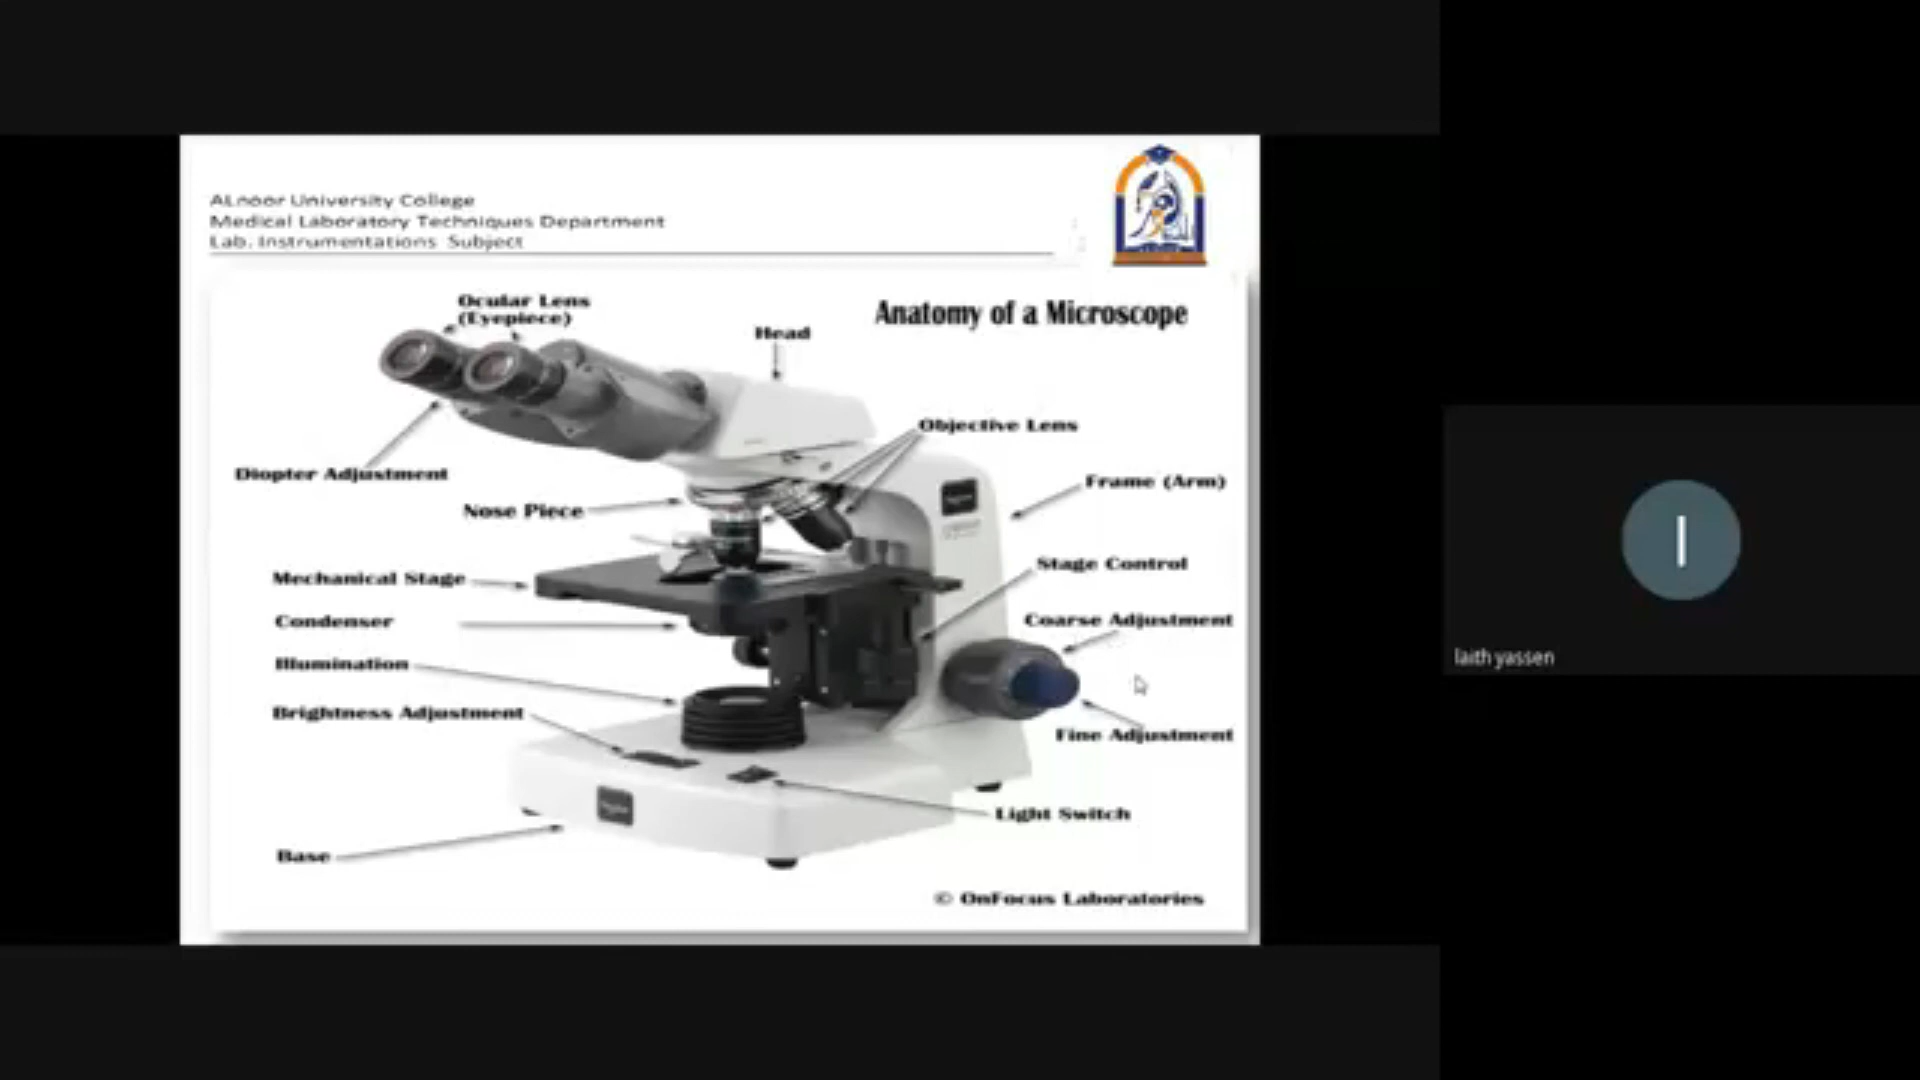 ALnoor University College
Medical Laboratory Techniques Department
Lab. Instrumentations Subject
Anatomy of a Microscope
Ocular Lens
(Eyepiece)
Head
Objective Lens
Diopter Adjustment
Frame (Arm)
Nose Piece
Stage Control
Mechanical Stage
Condenser
Coarse Adjustment
Illumination
Brightness Adjustment
Fine Adjustment
Light Switch
Base
© OnFocus Laboratories
I
laith yassen